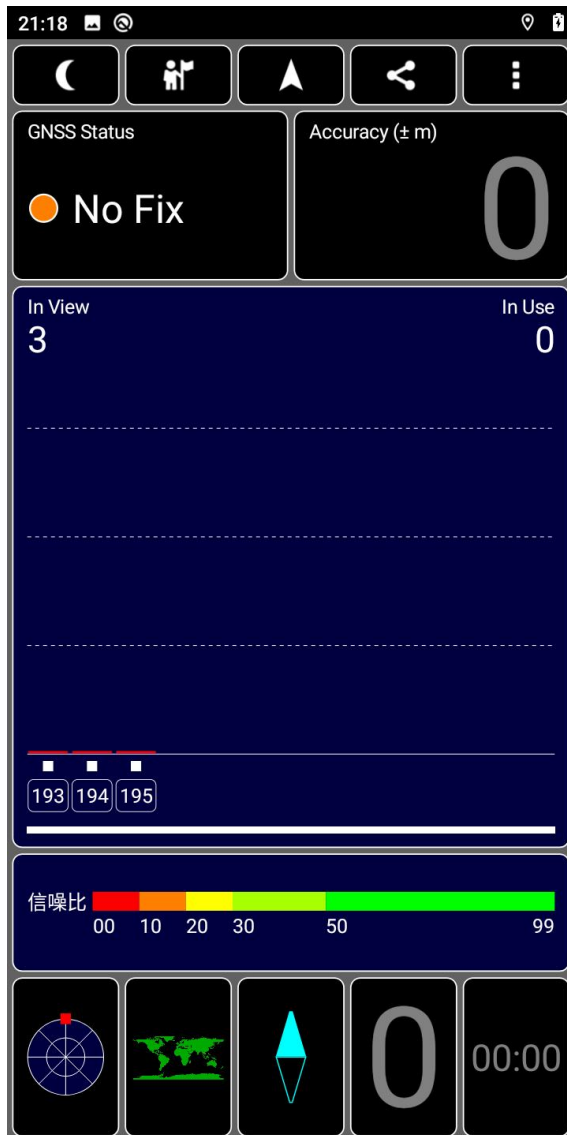 21:18
GNSS Status
Accuracy (± m)
No Fix
0
In View
In Use
3
0
193 194 195
信噪比
00 10 20 30 50 99
0
00:00